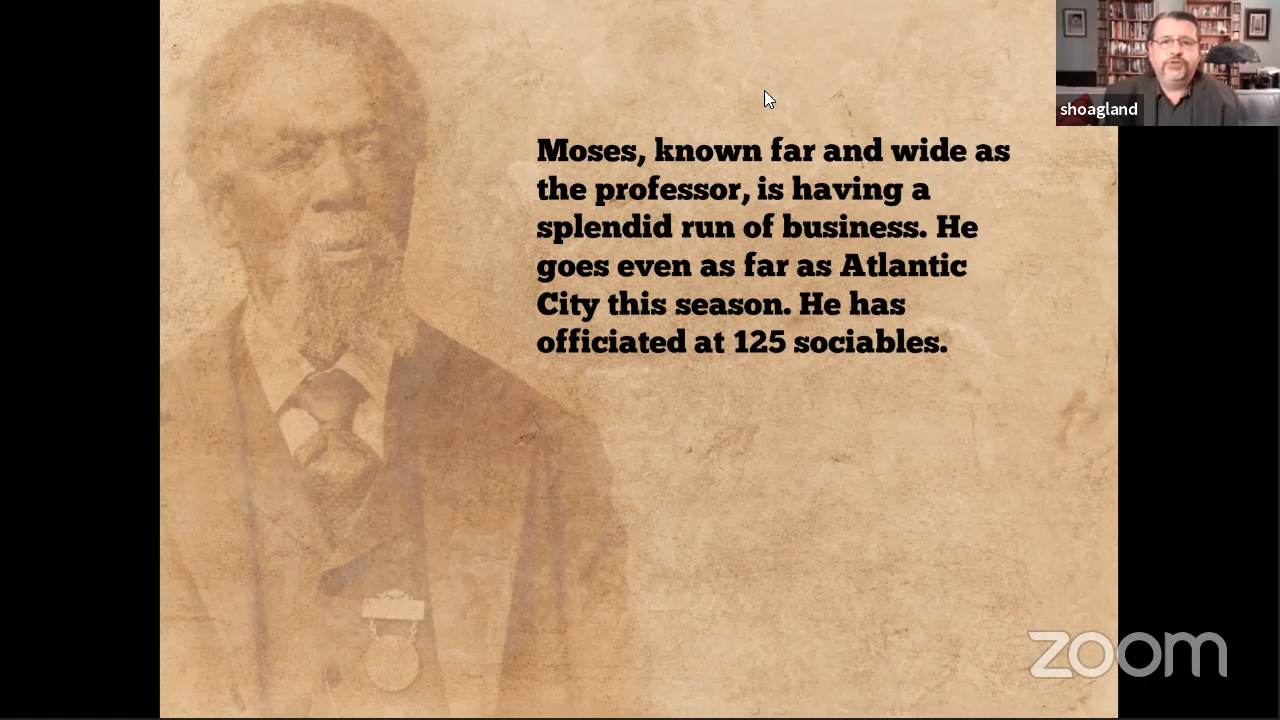 shoagland
Moses, known far and wide as
the professor, is having a
splendid run of business. He
goes even as far as Atlantic
City this season. He has
officiated at 125 sociables.
zoom